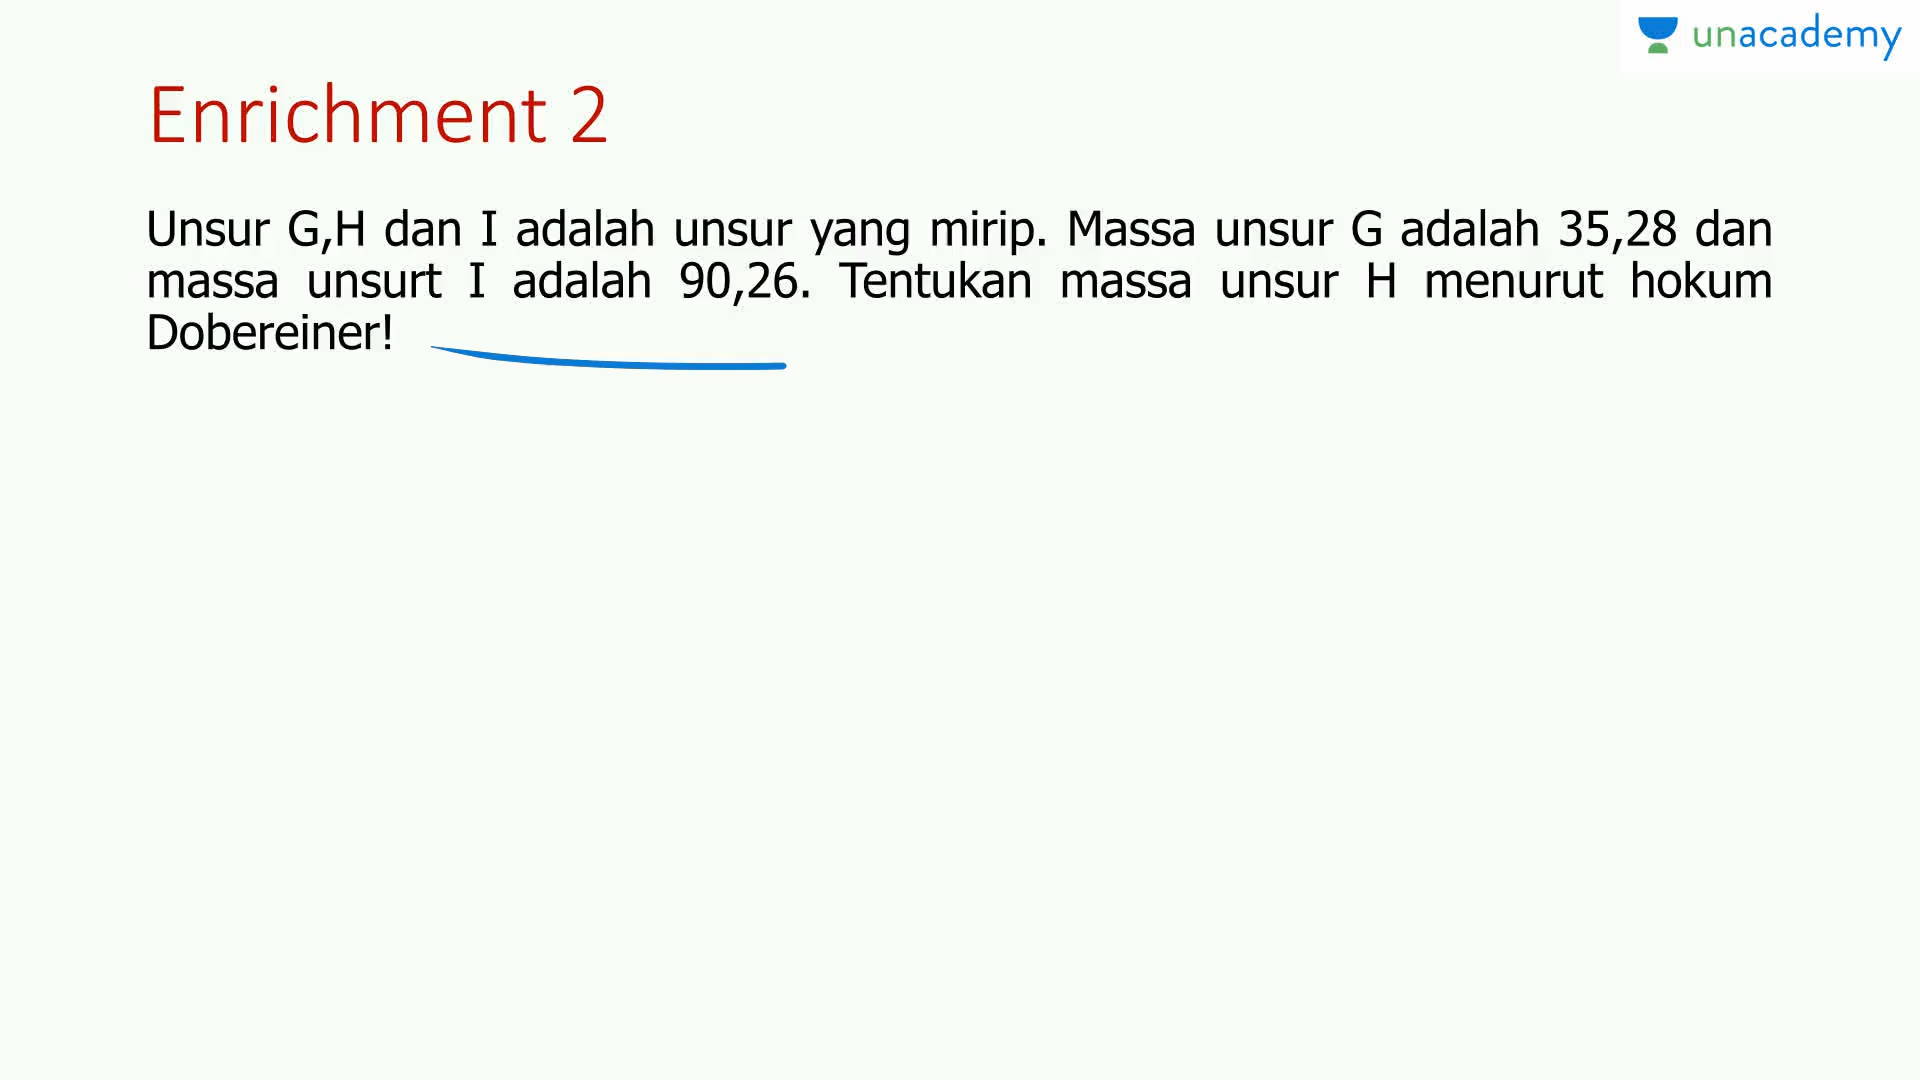 unacademy
Enrichment 2
Unsur G,H dan I adalah unsur yang mirip. Massa unsur G adalah 35,28 dan
massa unsurt I adalah 90,26. Tentukan massa unsur H menurut hokum
Dobereiner!